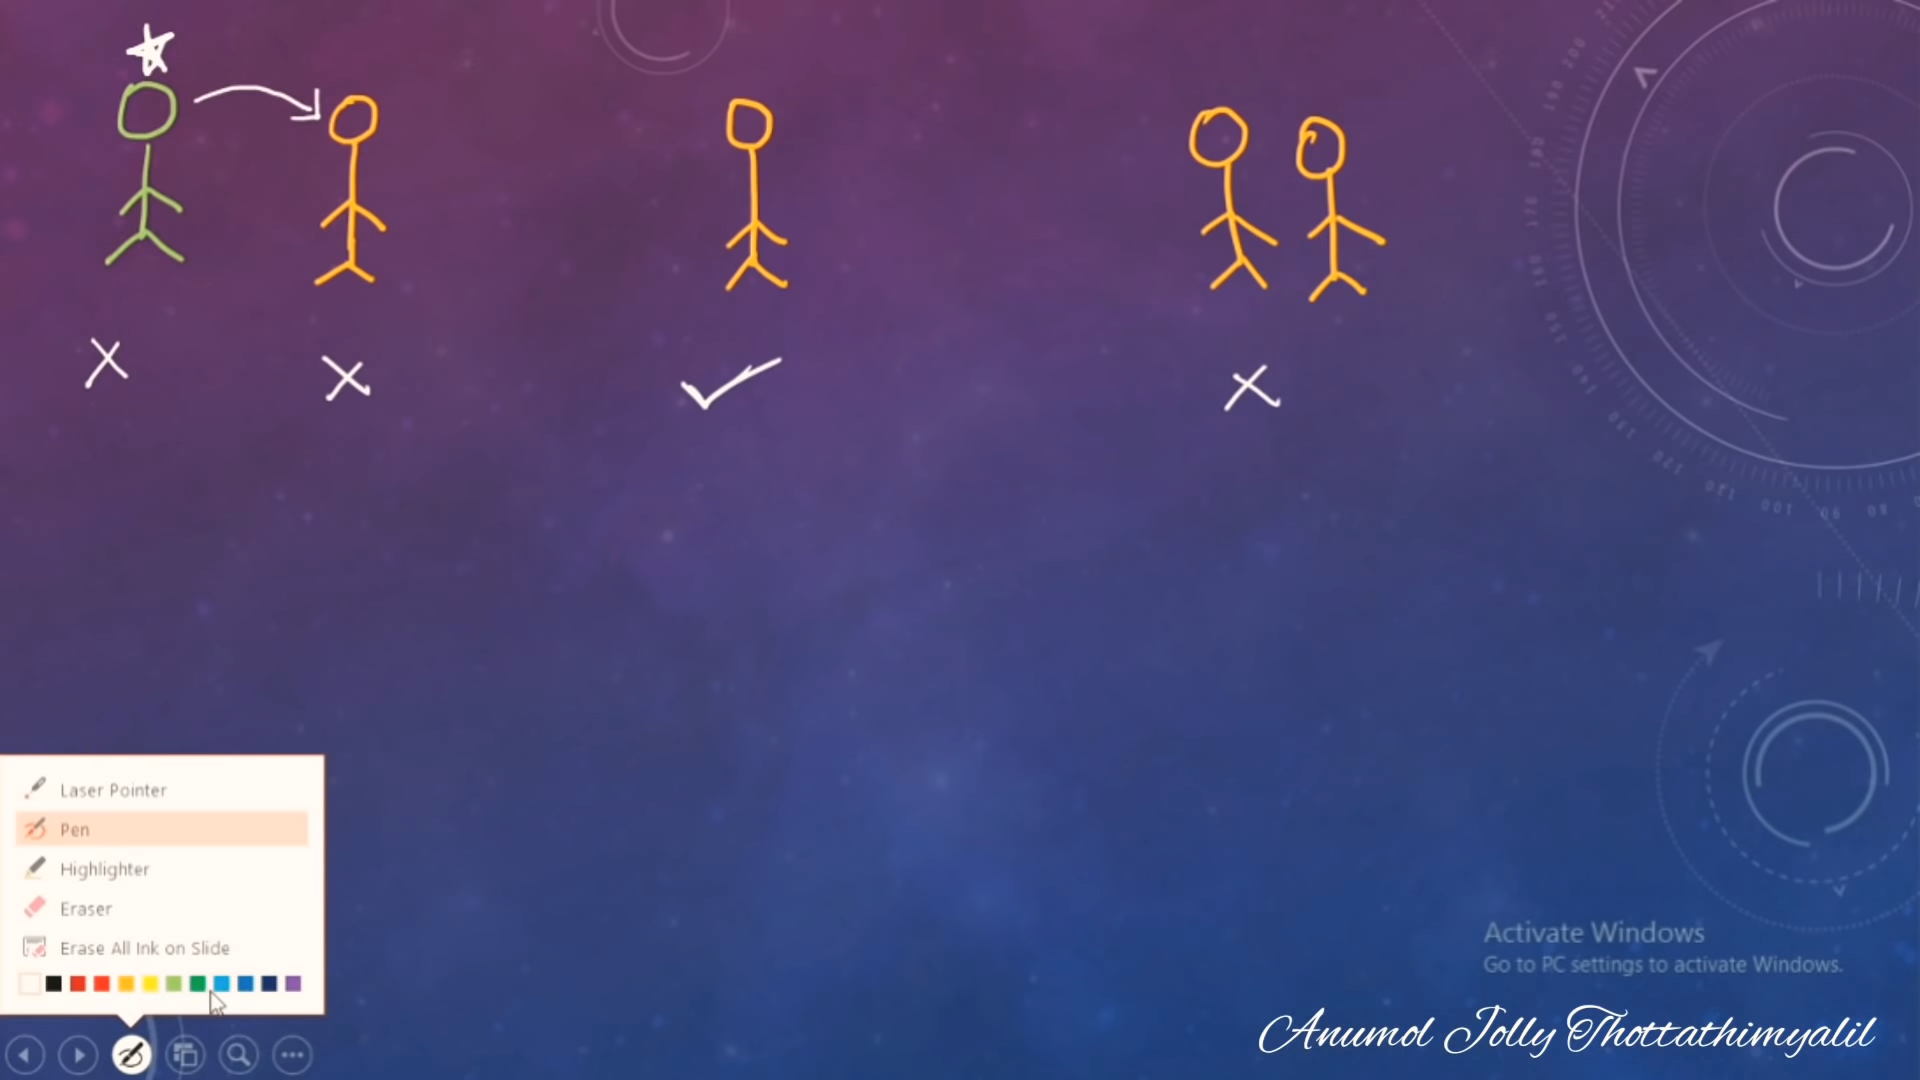 Laser Pointer
Pen
Highlighter
Eraser
Erase All Ink on Slide
Activate Windows
Go to PC settings to activate Windows.
Anumol Jolly Thottathimyalil